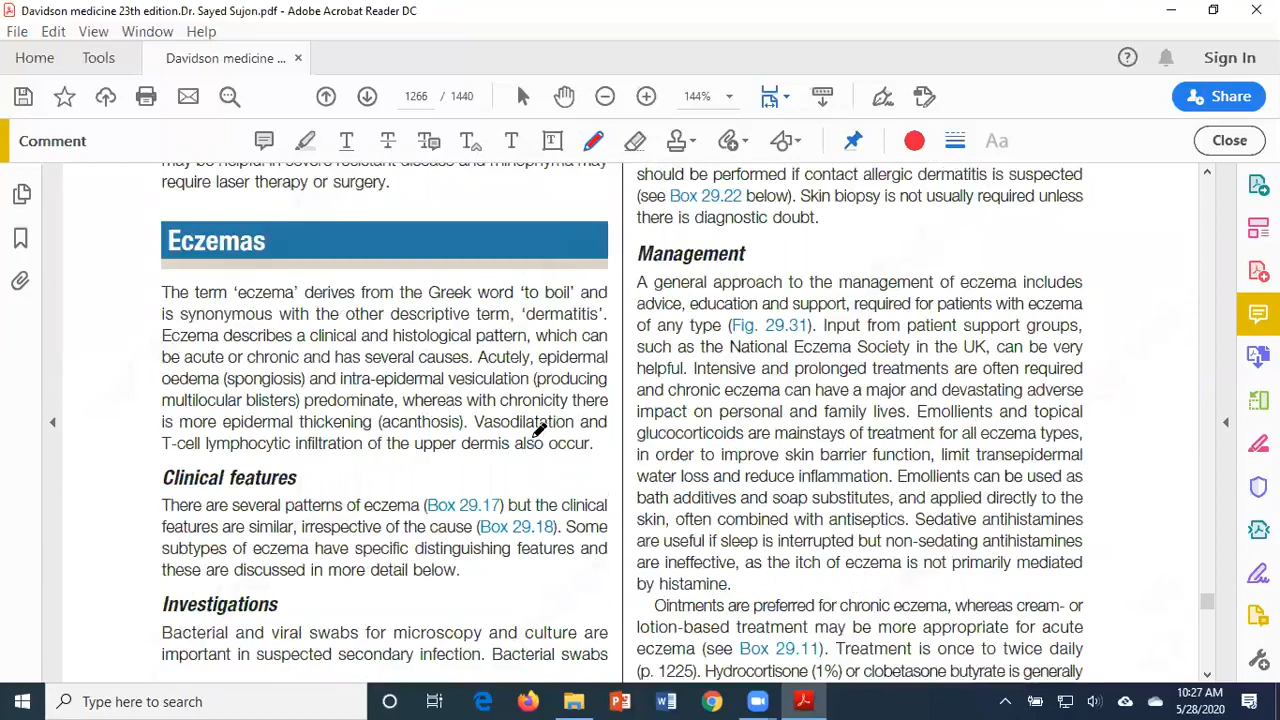 Davidson medicine 23th edition.Dr. Sayed Sujon.pdf - Adobe Acrobat Reader DC
File Edit View Window Help
Home Tools Davidson medicine ... × Sign In
1266 / 1440 144% Share
Comment Aa Close
require laser therapy or surgery.
Eczemas
The term ‘eczema’ derives from the Greek word ‘to boil’ and
is synonymous with the other descriptive term, ‘dermatitis’.
Eczema describes a clinical and histological pattern, which can
be acute or chronic and has several causes. Acutely, epidermal
oedema (spongiosis) and intra-epidermal vesiculation (producing
multilocular blisters) predominate, whereas with chronicity there
is more epidermal thickening (acanthosis). Vasodilatation and
T-cell lymphocytic infiltration of the upper dermis also occur.
Clinical features
There are several patterns of eczema (Box 29.17) but the clinical
features are similar, irrespective of the cause (Box 29.18). Some
subtypes of eczema have specific distinguishing features and
these are discussed in more detail below.
Investigations
Bacterial and viral swabs for microscopy and culture are
important in suspected secondary infection. Bacterial swabs
should be performed if contact allergic dermatitis is suspected
(see Box 29.22 below). Skin biopsy is not usually required unless
there is diagnostic doubt.
Management
A general approach to the management of eczema includes
advice, education and support, required for patients with eczema
of any type (Fig. 29.31). Input from patient support groups,
such as the National Eczema Society in the UK, can be very
helpful. Intensive and prolonged treatments are often required
and chronic eczema can have a major and devastating adverse
impact on personal and family lives. Emollients and topical
glucocorticoids are mainstays of treatment for all eczema types,
in order to improve skin barrier function, limit transepidermal
water loss and reduce inflammation. Emollients can be used as
bath additives and soap substitutes, and applied directly to the
skin, often combined with antiseptics. Sedative antihistamines
are useful if sleep is interrupted but non-sedating antihistamines
are ineffective, as the itch of eczema is not primarily mediated
by histamine.
Ointments are preferred for chronic eczema, whereas cream- or
lotion-based treatment may be more appropriate for acute
eczema (see Box 29.11). Treatment is once to twice daily
(p. 1225). Hydrocortisone (1%) or clobetasone butyrate is generally
Type here to search
10:27 AM
5/28/2020